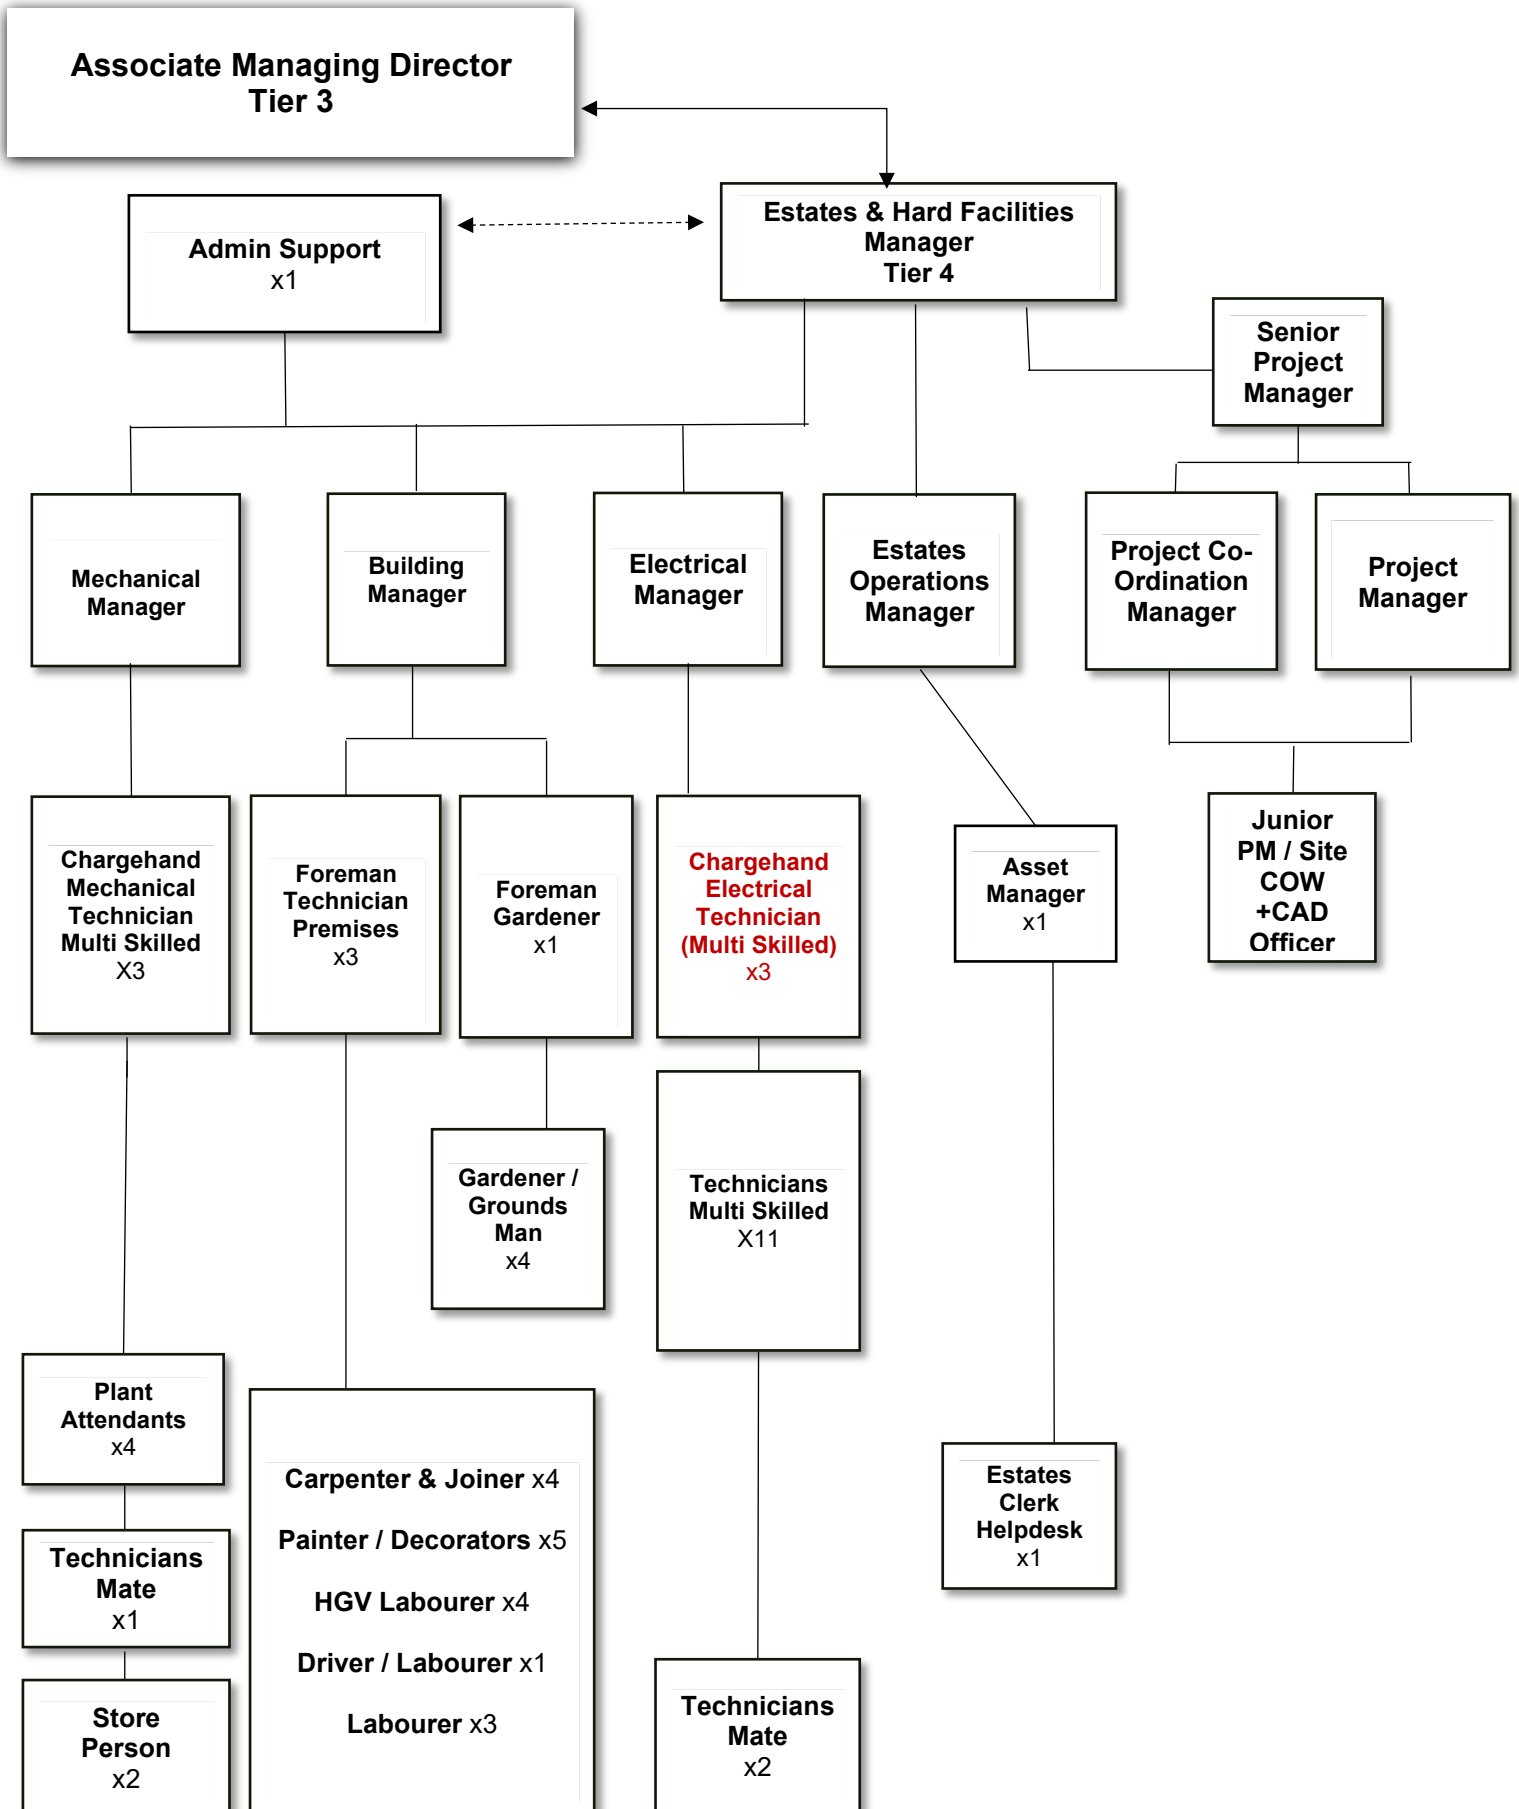 Associate Managing Director
Tier 3
Admin Support
x1
Estates & Hard Facilities
Manager
Tier 4
Senior
Project
Manager
Mechanical
Manager
Building
Manager
Electrical
Manager
Estates
Operations
Manager
Project Co-
Ordination
Manager
Project
Manager
Chargehand
Mechanical
Technician
Multi Skilled
X3
Foreman
Technician
Premises
x3
Foreman
Gardener
x1
Chargehand
Electrical
Technician
(Multi Skilled)
x3
Asset
Manager
x1
Junior
PM / Site
COW
+CAD
Officer
Gardener /
Grounds
Man
x4
Technicians
Multi Skilled
X11
Plant
Attendants
x4
Technicians
Mate
x1
Store
Person
x2
Carpenter & Joiner x4
Painter / Decorators x5
HGV Labourer x4
Driver / Labourer x1
Labourer x3
Technicians
Mate
x2
Estates
Clerk
Helpdesk
x1